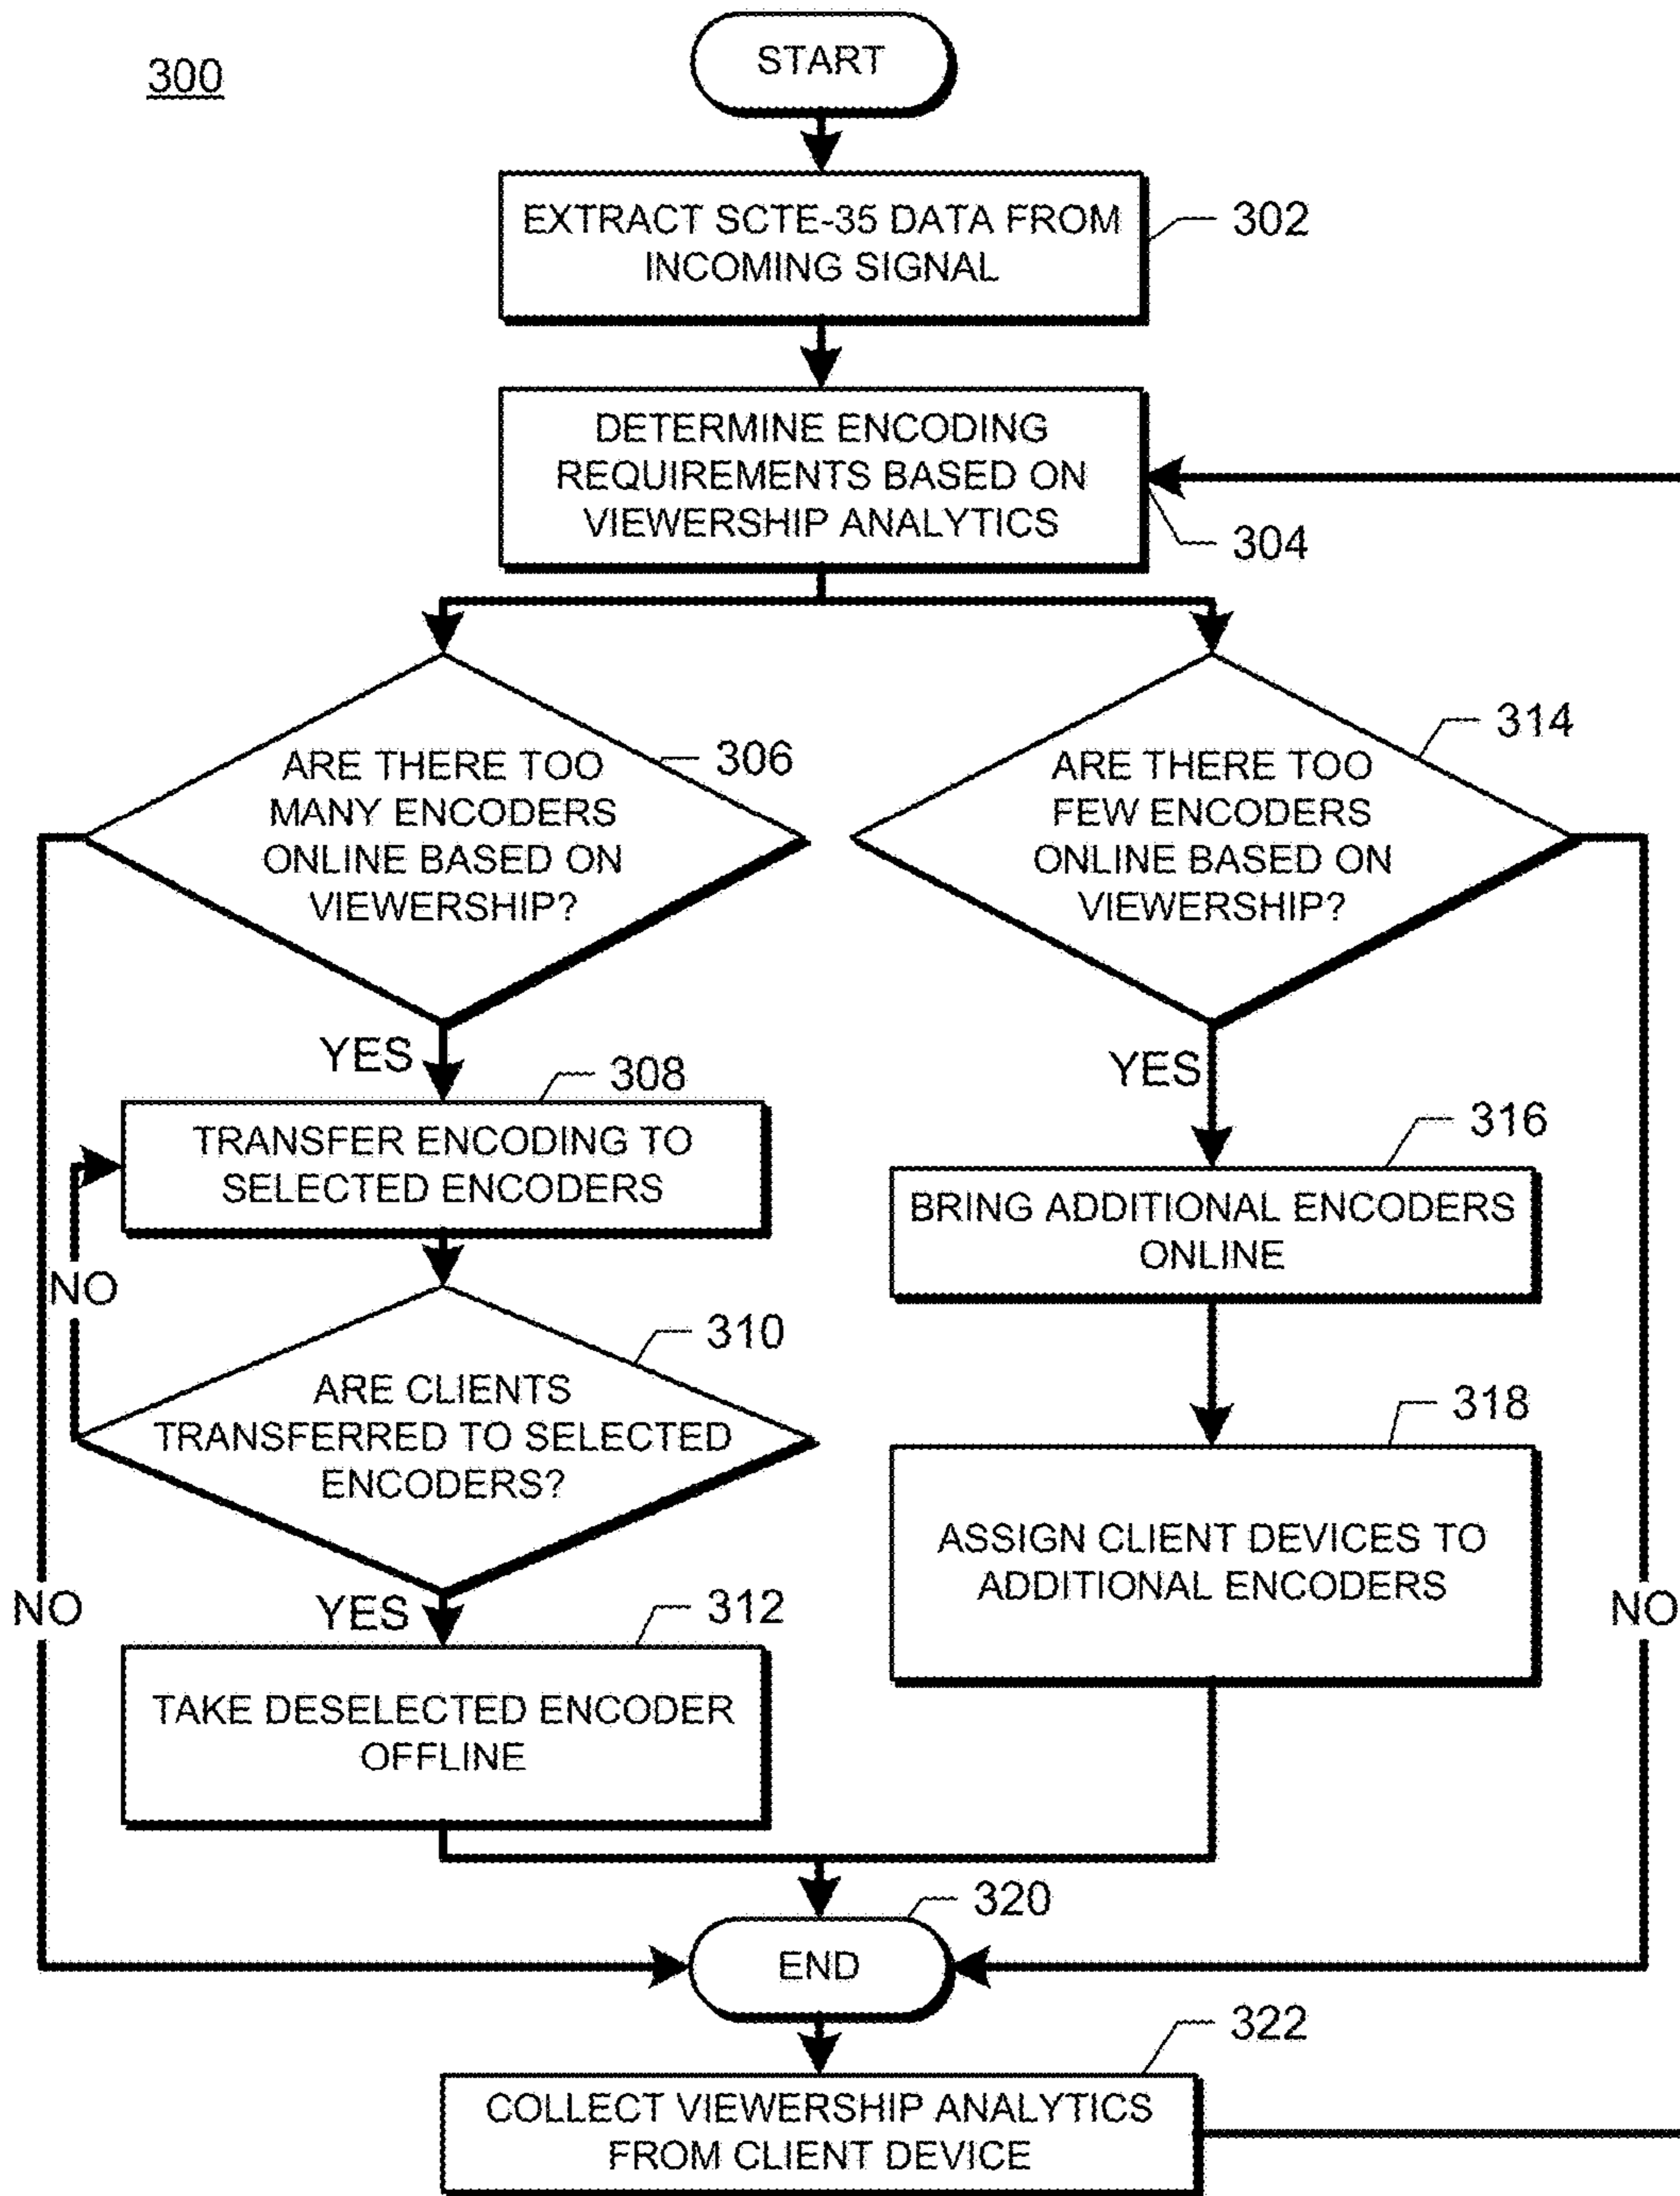 300
START
EXTRACT SCTE-35 DATA FROM
INCOMING SIGNAL
302
DETERMINE ENCODING
REQUIREMENTS BASED ON
VIEWERSHIP ANALYTICS
304
ARE THERE TOO
MANY ENCODERS
ONLINE BASED ON
VIEWERSHIP?
306
ARE THERE TOO
FEW ENCODERS
ONLINE BASED ON
VIEWERSHIP?
314
YES
YES
308
TRANSFER ENCODING TO
SELECTED ENCODERS
316
BRING ADDITIONAL ENCODERS
ONLINE
NO
310
ARE CLIENTS
TRANSFERRED TO SELECTED
ENCODERS?
318
ASSIGN CLIENT DEVICES TO
ADDITIONAL ENCODERS
NO
YES
312
NO
TAKE DESELECTED ENCODER
OFFLINE
320
END
322
COLLECT VIEWERSHIP ANALYTICS
FROM CLIENT DEVICE